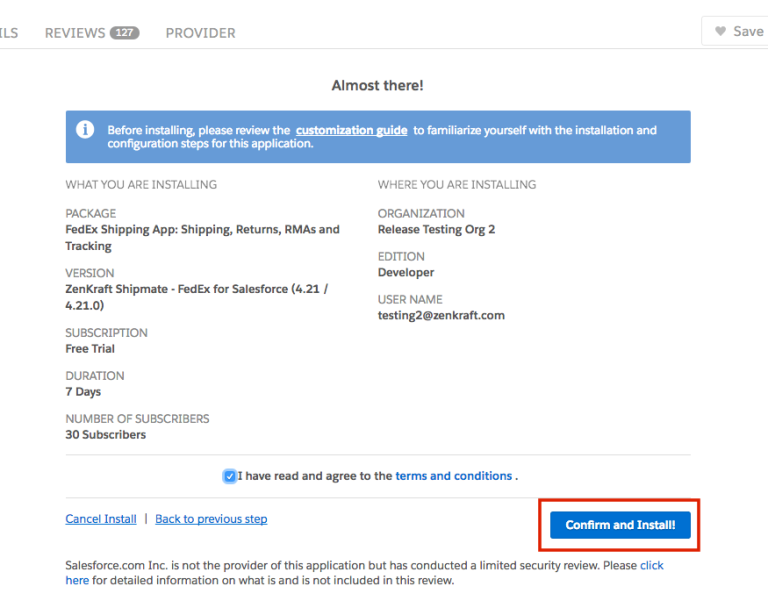 ILS REVIEWS 127 PROVIDER Save
Almost there!
Before installing, please review the customization guide to familiarize yourself with the installation and
configuration steps for this application.
WHAT YOU ARE INSTALLING
PACKAGE
FedEx Shipping App: Shipping, Returns, RMAs and
Tracking
VERSION
ZenKraft Shipmate - FedEx for Salesforce (4.21 /
4.21.0)
SUBSCRIPTION
Free Trial
DURATION
7 Days
NUMBER OF SUBSCRIBERS
30 Subscribers
WHERE YOU ARE INSTALLING
ORGANIZATION
Release Testing Org 2
EDITION
Developer
USER NAME
testing2@zenkraft.com
I have read and agree to the terms and conditions .
Cancel Install | Back to previous step
Confirm and Install!
Salesforce.com Inc. is not the provider of this application but has conducted a limited security review. Please click
here for detailed information on what is and is not included in this review.